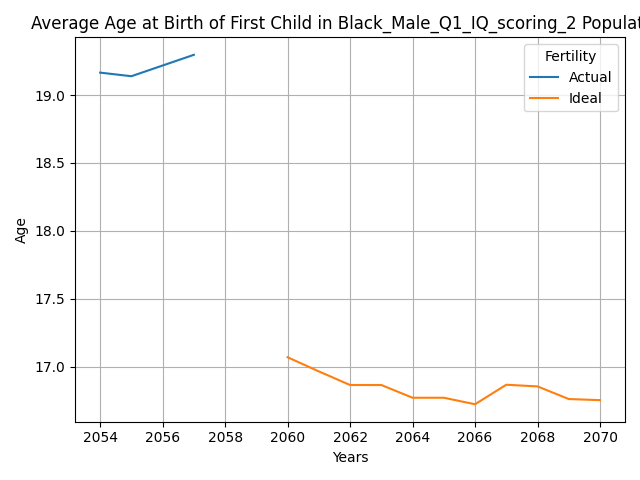 Average Age at Birth of First Child in Black_Male_Q1_IQ_scoring_2 Populat
Fertility
Actual
Ideal
19.0
18.5
18.0
17.5
17.0
Age
2054 2056 2058 2060 2062 2064 2066 2068 2070
Years